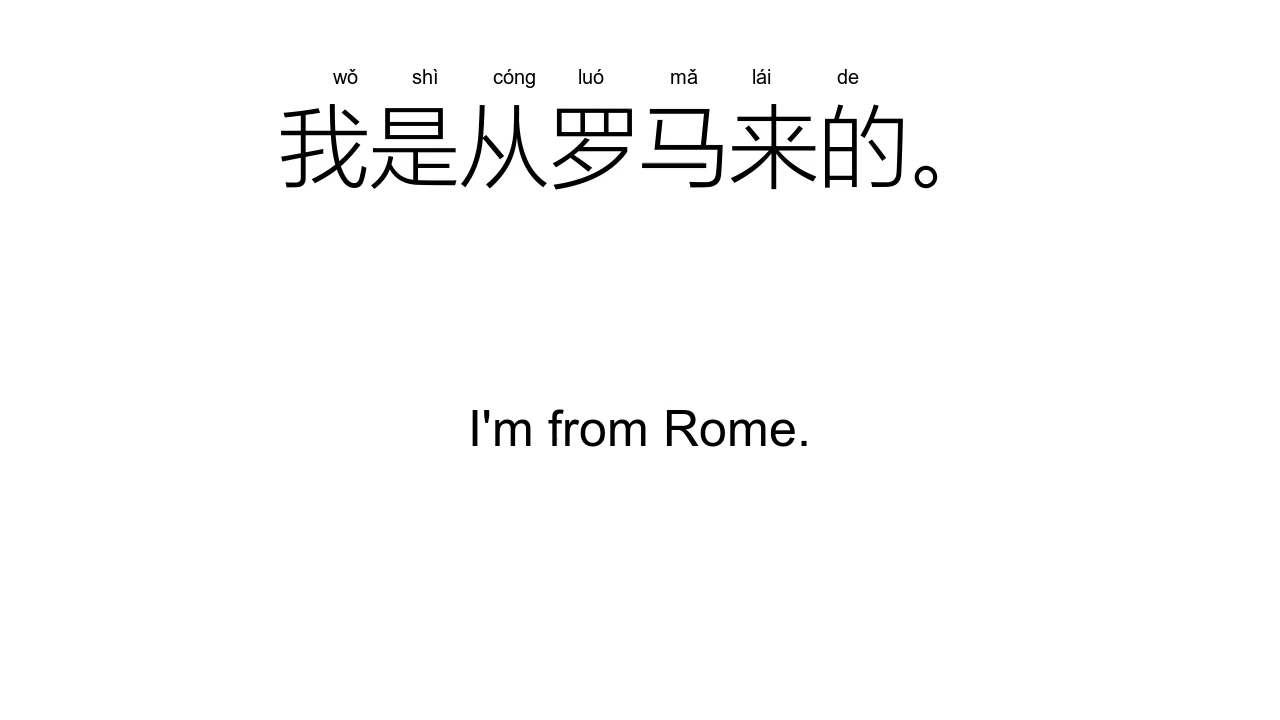 wǒ shì cóng luó mǎ lái de
我是从罗马来的。
I'm from Rome.